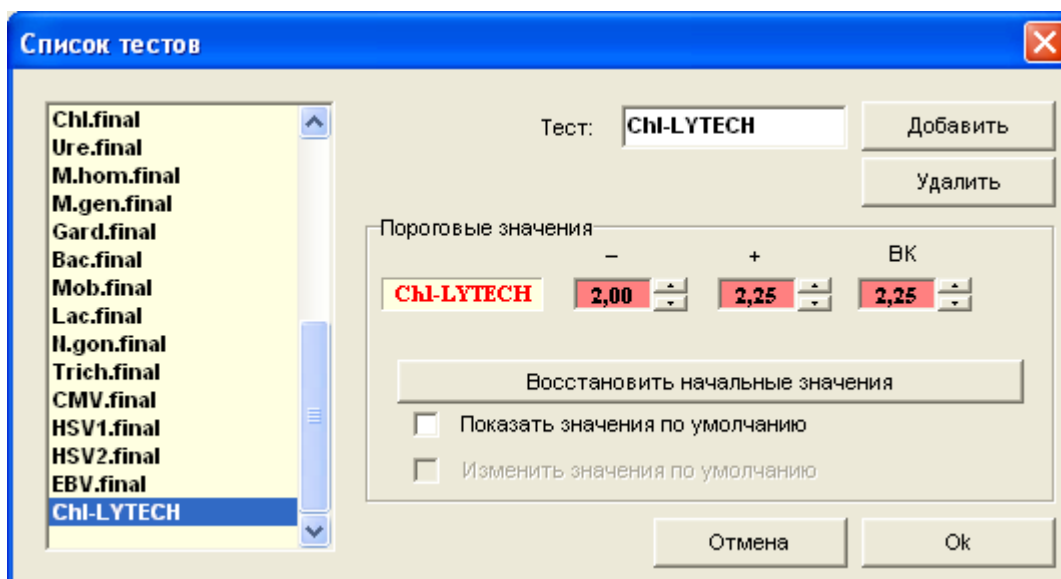 Список тестов
Chl.final
Ure.final
M.hom.final
M.gen.final
Gard.final
Bac.final
Mob.final
Lac.final
N.gon.final
Trich.final
CMV.final
HSV1.final
HSV2.final
EBV.final
Chl-LYTECH
Тест: Chl-LYTECH
Добавить
Удалить
Пороговые значения
– + ВК
Chl-LYTECH 2,00 2,25 2,25
Восстановить начальные значения
Показать значения по умолчанию
Изменить значения по умолчанию
Отмена Ok